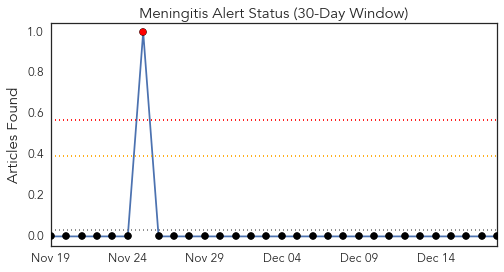 Meningitis Alert Status (30-Day Window)
Articles Found
1.0
0.8
0.6
0.4
0.2
0.0
Nov 19 Nov 24 Nov 29 Dec 04 Dec 09 Dec 14